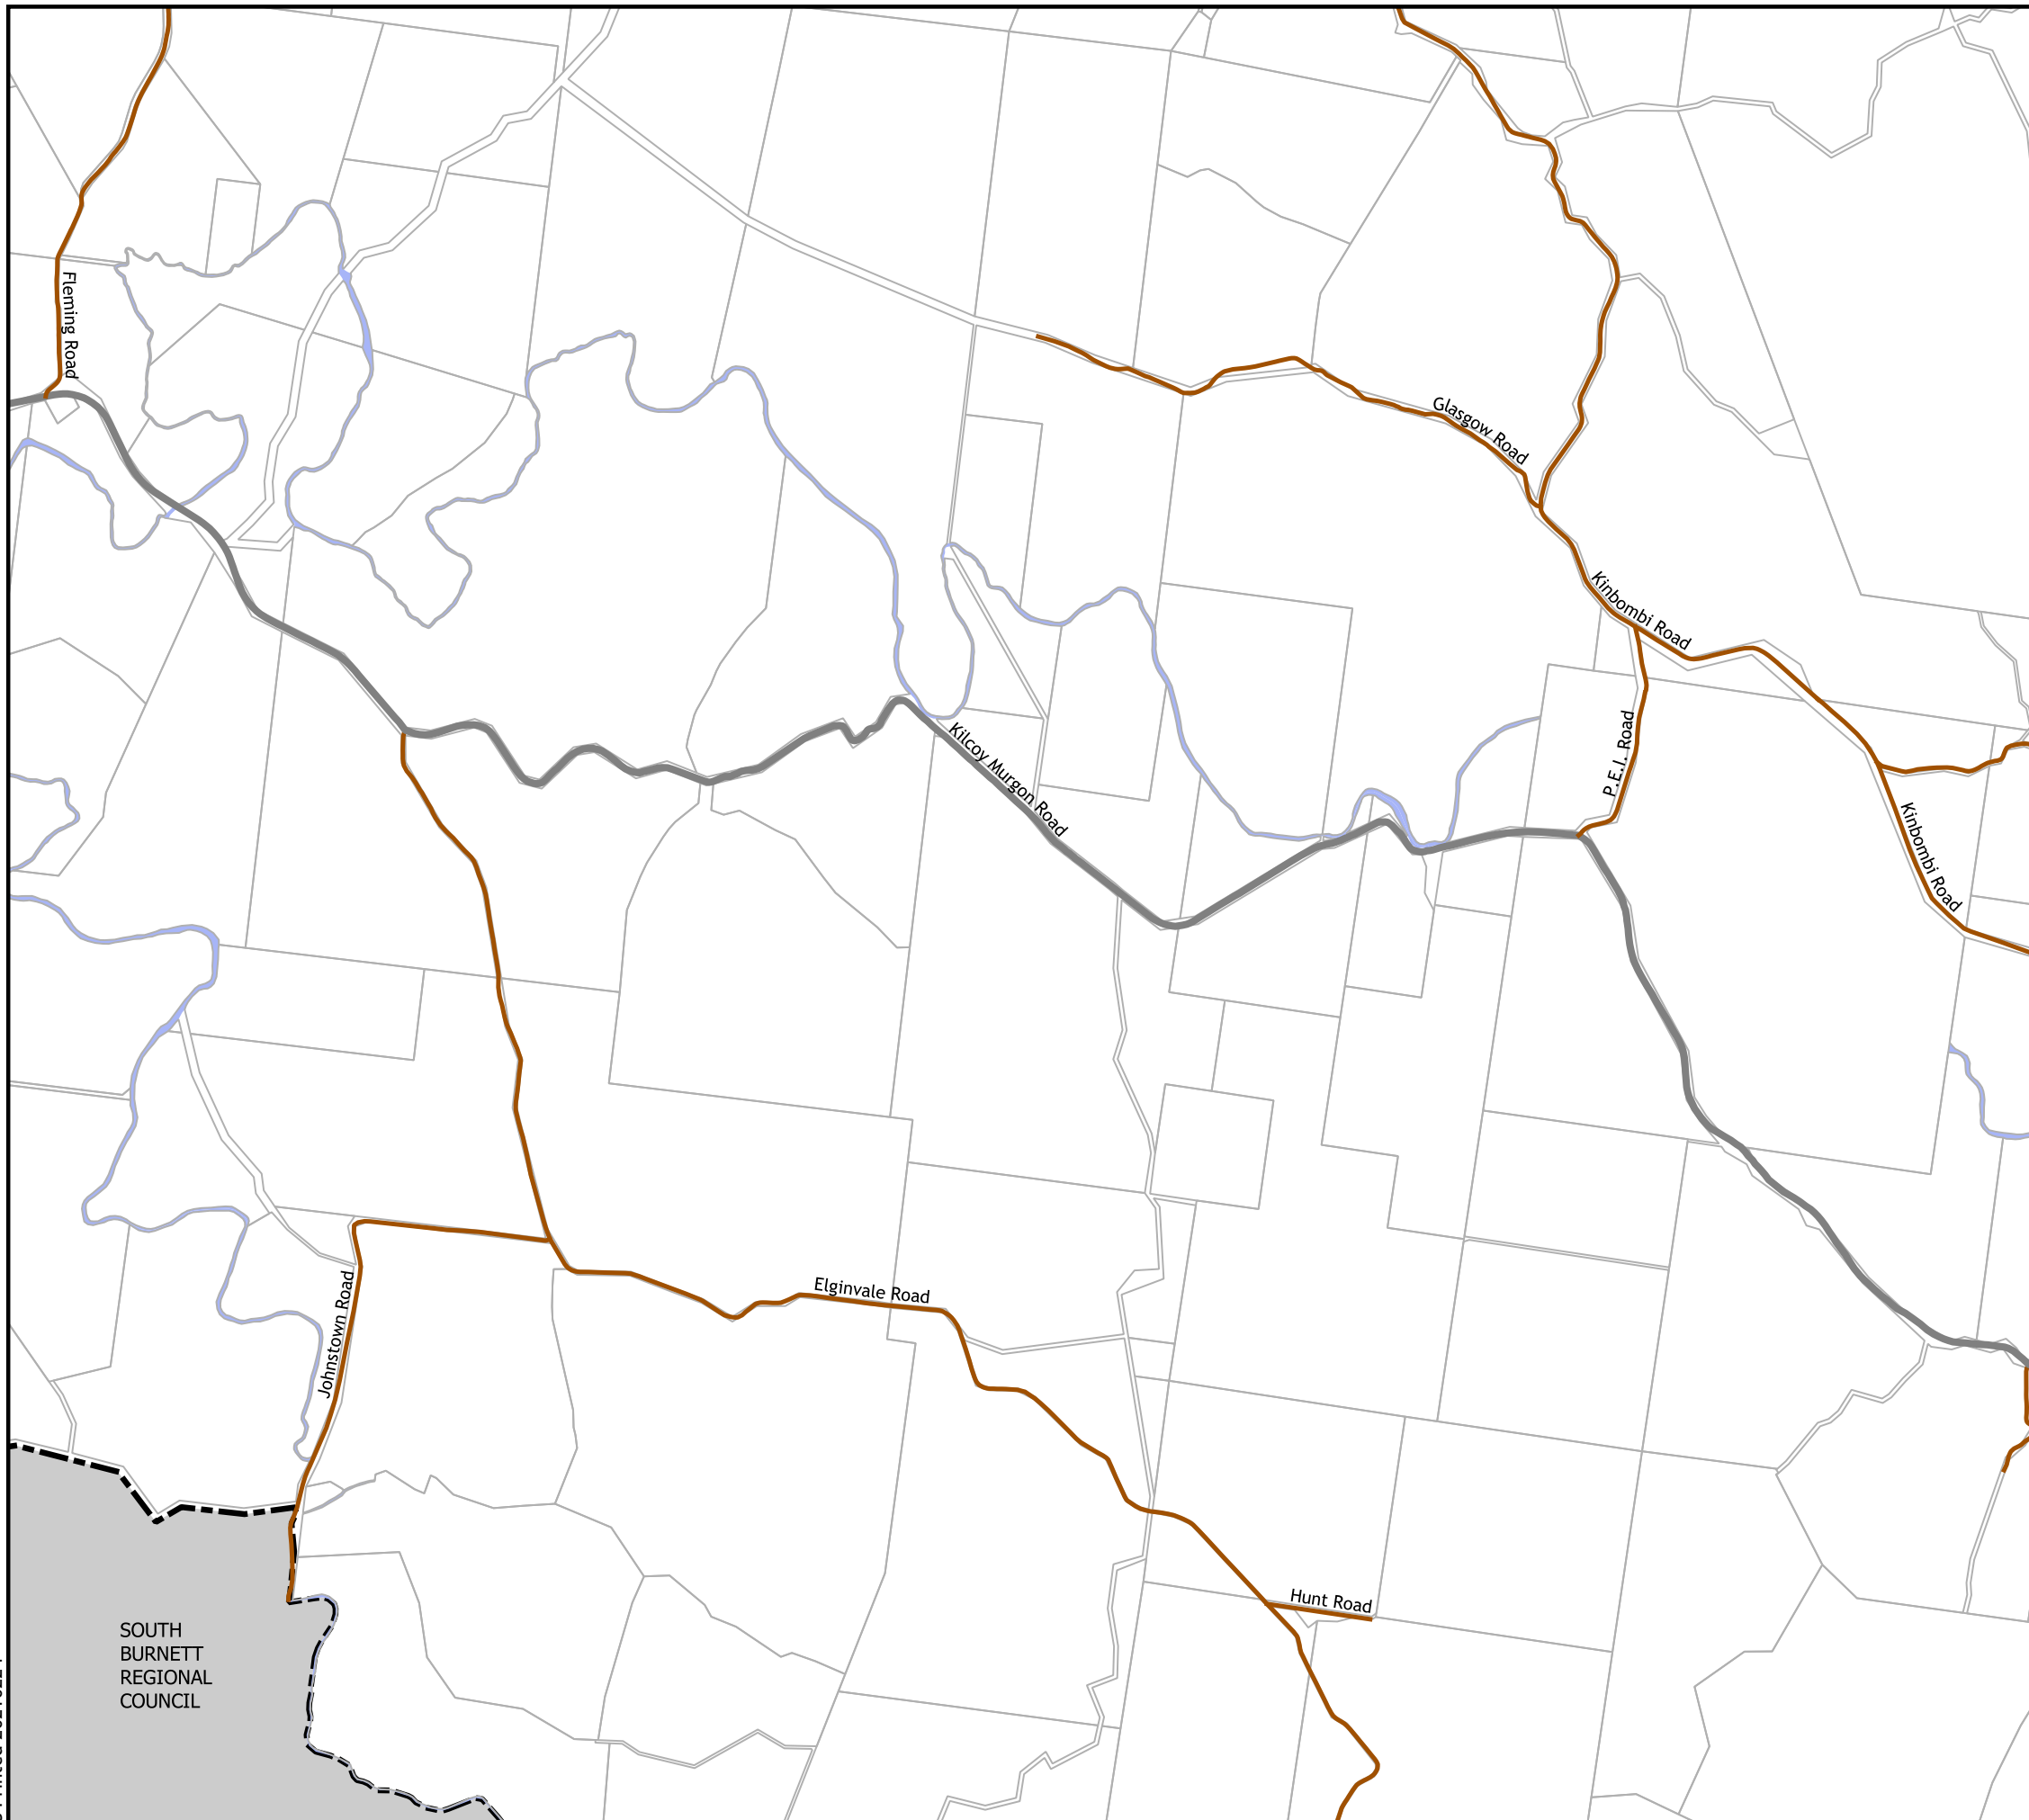 Fleming Road
Glasgow Road
Kinbombi Road
P.E.I. Road
Kilcoy Murgon Road
Kinbombi Road
Elginvale Road
Johnstown Road
Hunt Road
SOUTH
BURNETT
REGIONAL
COUNCIL